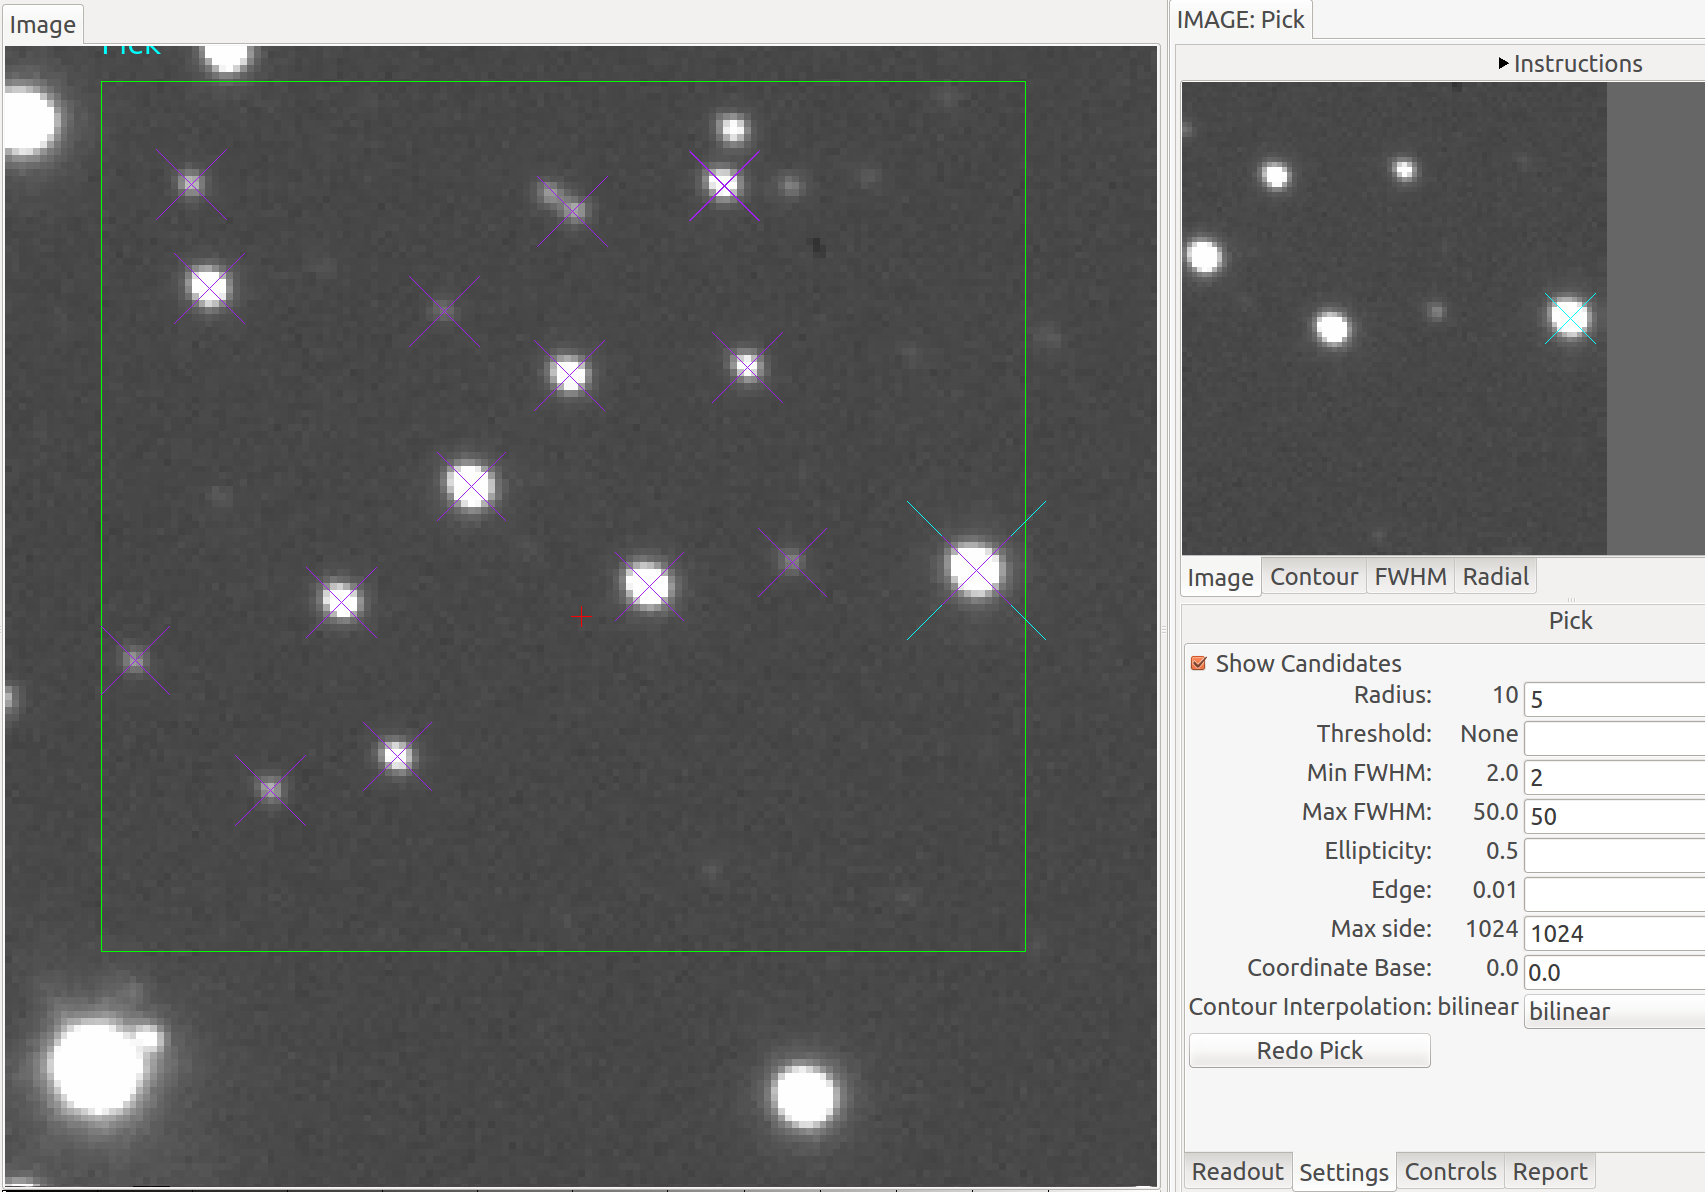 Image
Pick
IMAGE: Pick
Instructions
Image Contour FWHM Radial
Pick
Show Candidates
Radius: 10 5
Threshold: None
Min FWHM: 2.0 2
Max FWHM: 50.0 50
Ellipticity: 0.5
Edge: 0.01
Max side: 1024 1024
Coordinate Base: 0.0 0.0
Contour Interpolation: bilinear bilinear
Redo Pick
Readout Settings Controls Report